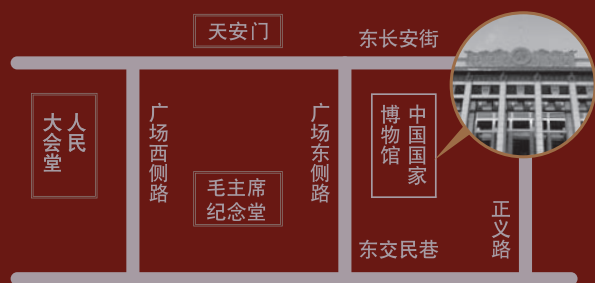 天安门
东长安街
人民
大会堂
广场西侧路
毛主席
纪念堂
广场东侧路
中国国家
博物馆
正义路
东交民巷